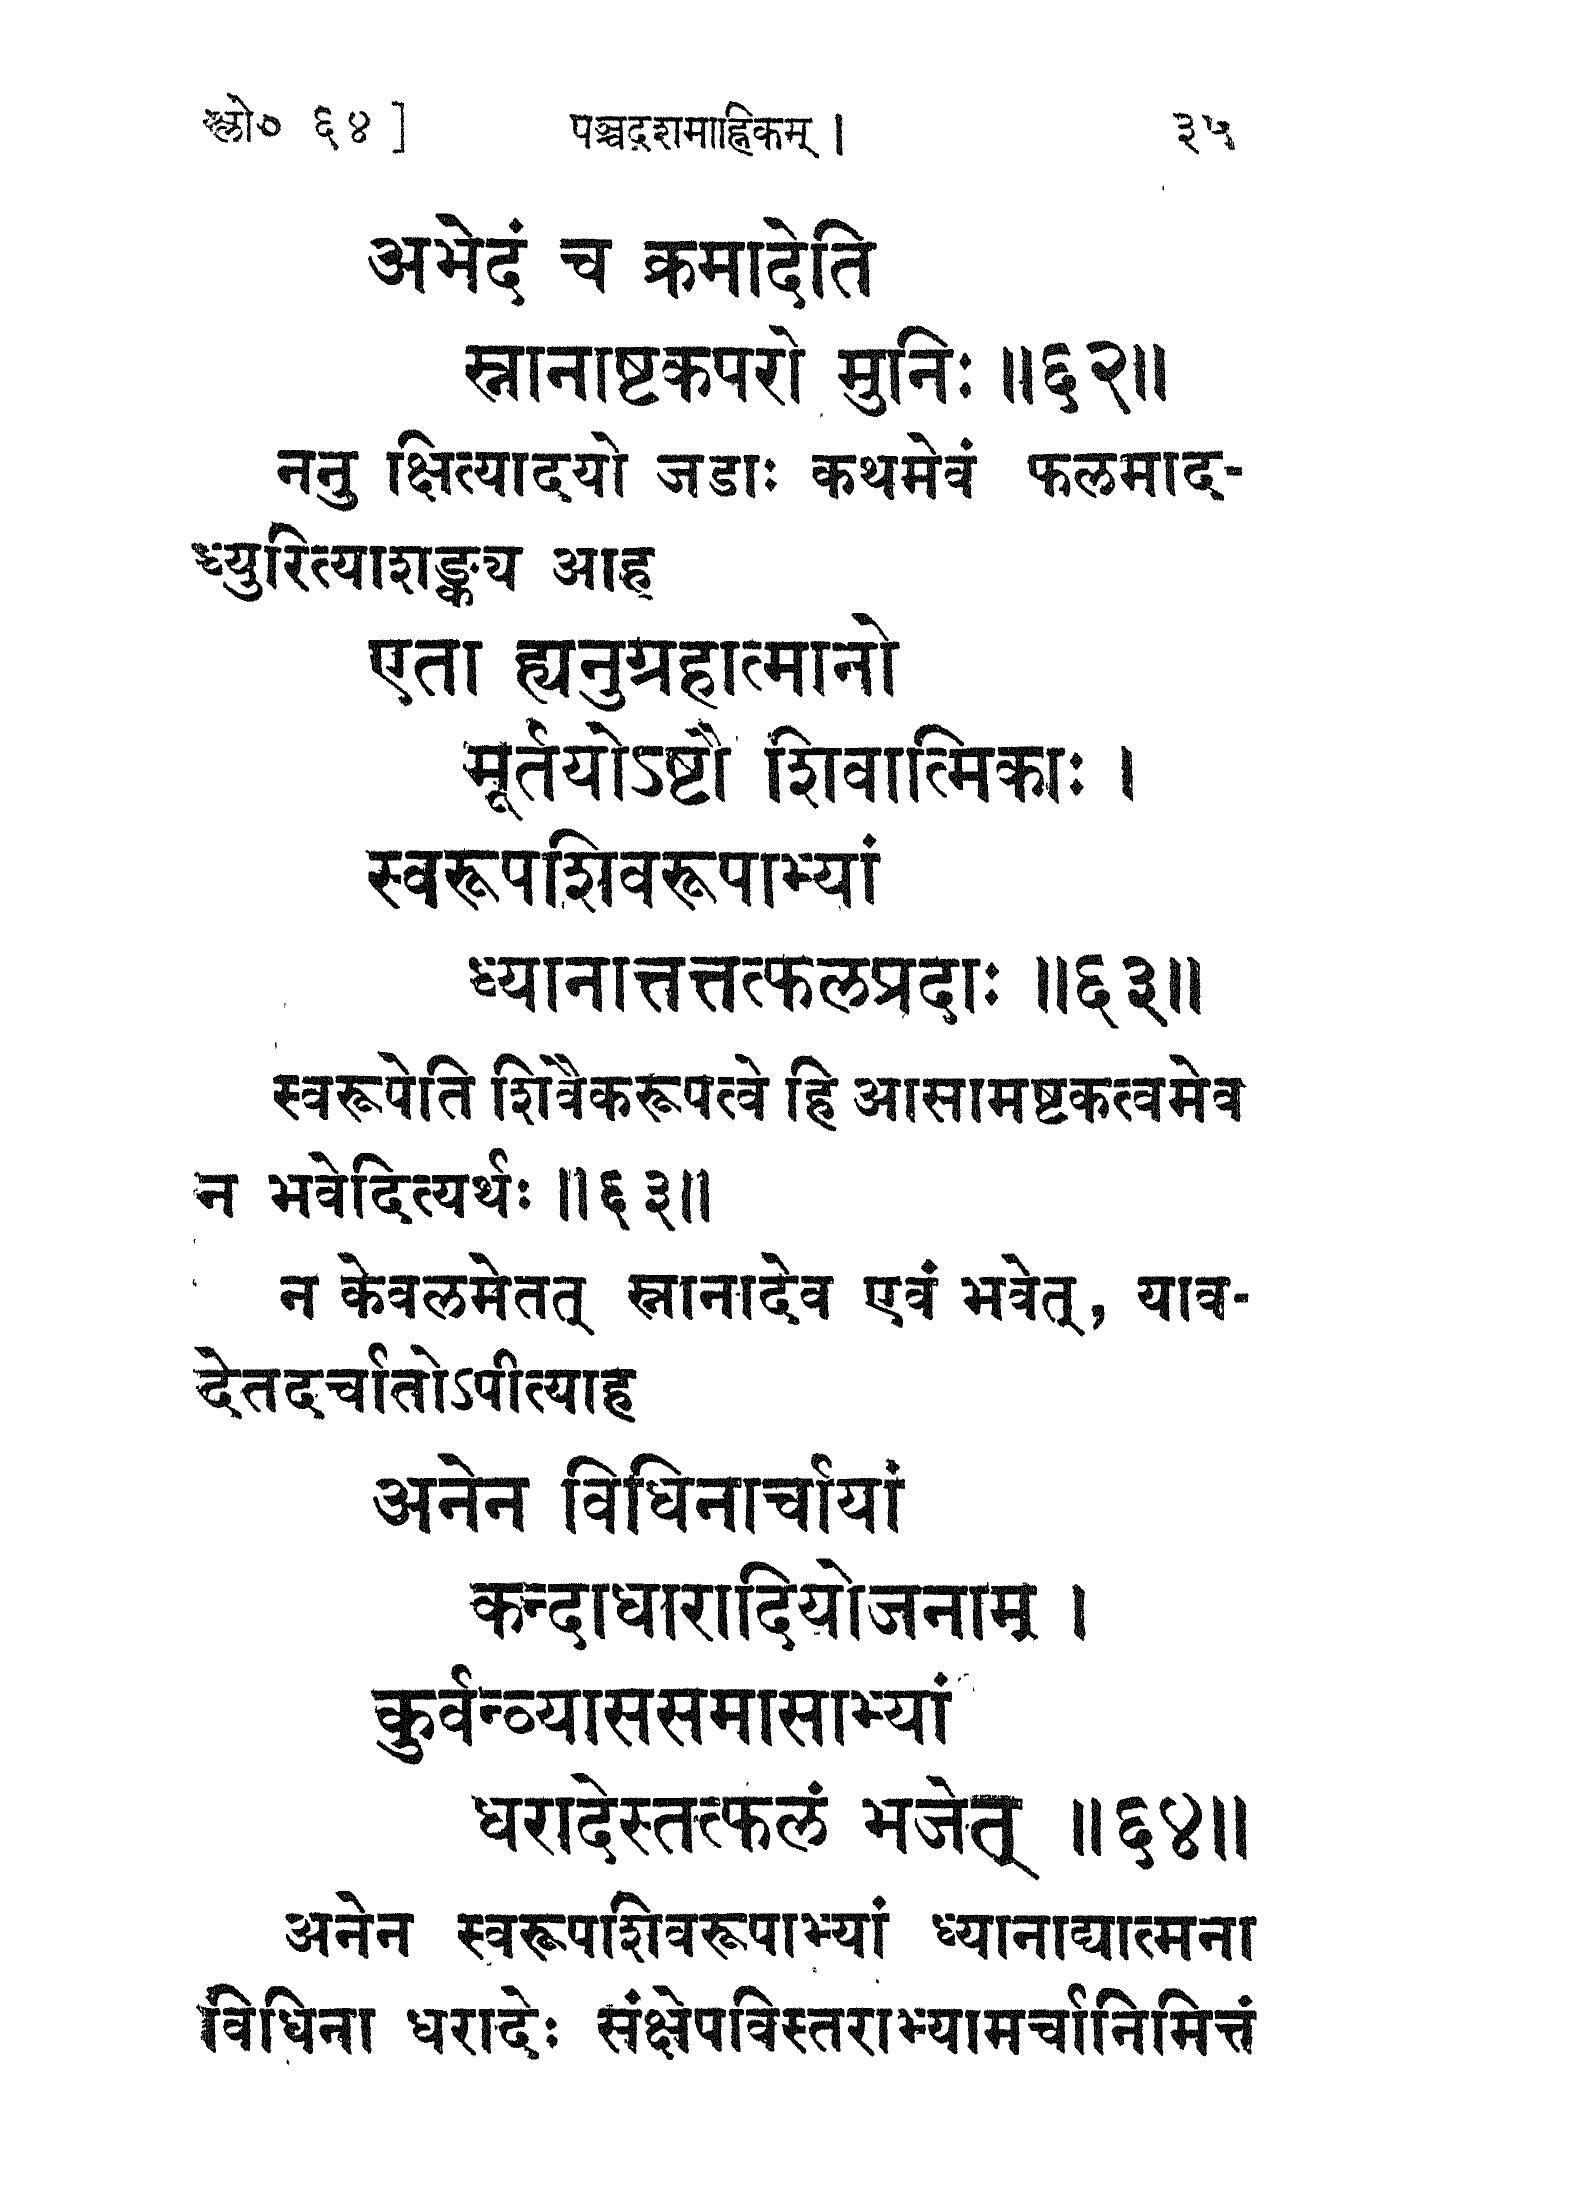 श्लो० ६४ ] पञ्चदशमाह्निकम् । ३५
अभेदं च क्रमादेति
स्नानाष्टकपरो मुनिः ॥६२॥
ननु क्षित्यादयो जडाः कथमेवं फलमाद-
ध्युरित्याशङ्क्य आह
एता ह्यनुग्रहात्मानो
मूर्तयोऽष्टौ शिवात्मिकाः ।
स्वरूपशिवरूपाभ्यां
ध्यानात्तत्तत्फलप्रदाः ॥६३॥
स्वरूपेति शिवैकरूपत्वे हि आसामष्टकत्वमेव
न भवेदित्यर्थः ॥६३॥
न केवलमेतत् स्नानादेव एवं भवेत्, याव-
देतदर्चातोऽपीत्याह
अनेन विधिनार्चायां
कन्दाधारादियोजनाम् ।
कुर्वन्व्याससमासाभ्यां
धरादेस्तत्फलं भजेत् ॥६४॥
अनेन स्वरूपशिवरूपाभ्यां ध्यानाद्यात्मना
विधिना धरादेः संक्षेपविस्तराभ्यामर्चानिमित्तं